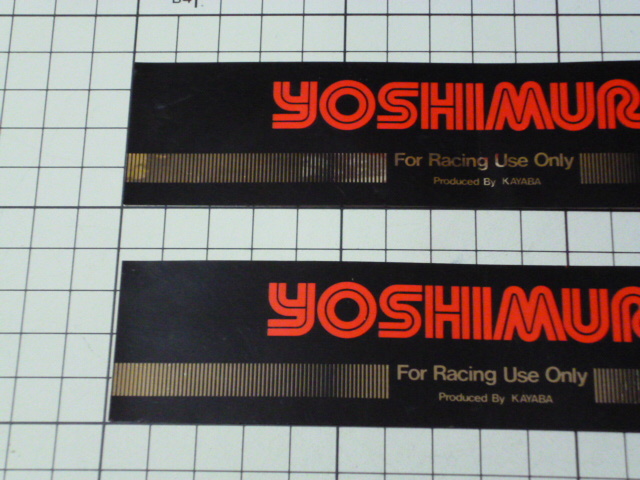 YOSHIMUR
For Racing Use Only
Produced By KAYABA
YOSHIMUR
For Racing Use Only
Produced By KAYABA